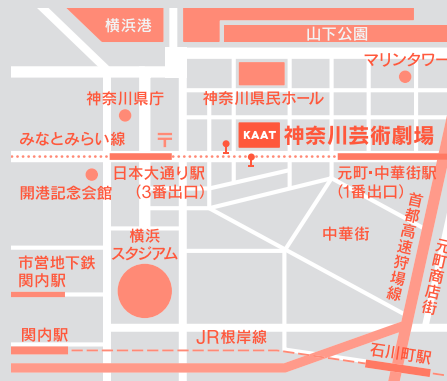 横浜港
山下公園
マリンタワー
神奈川県庁
神奈川県民ホール
みなとみらい線
〒
KAAT 神奈川芸術劇場
日本大通り駅
(3番出口)
元町・中華街駅
(1番出口)
開港記念会館
首都高速狩場線
元町商店街
横浜
スタジアム
中華街
市営地下鉄
関内駅
関内駅
JR根岸線
石川町駅